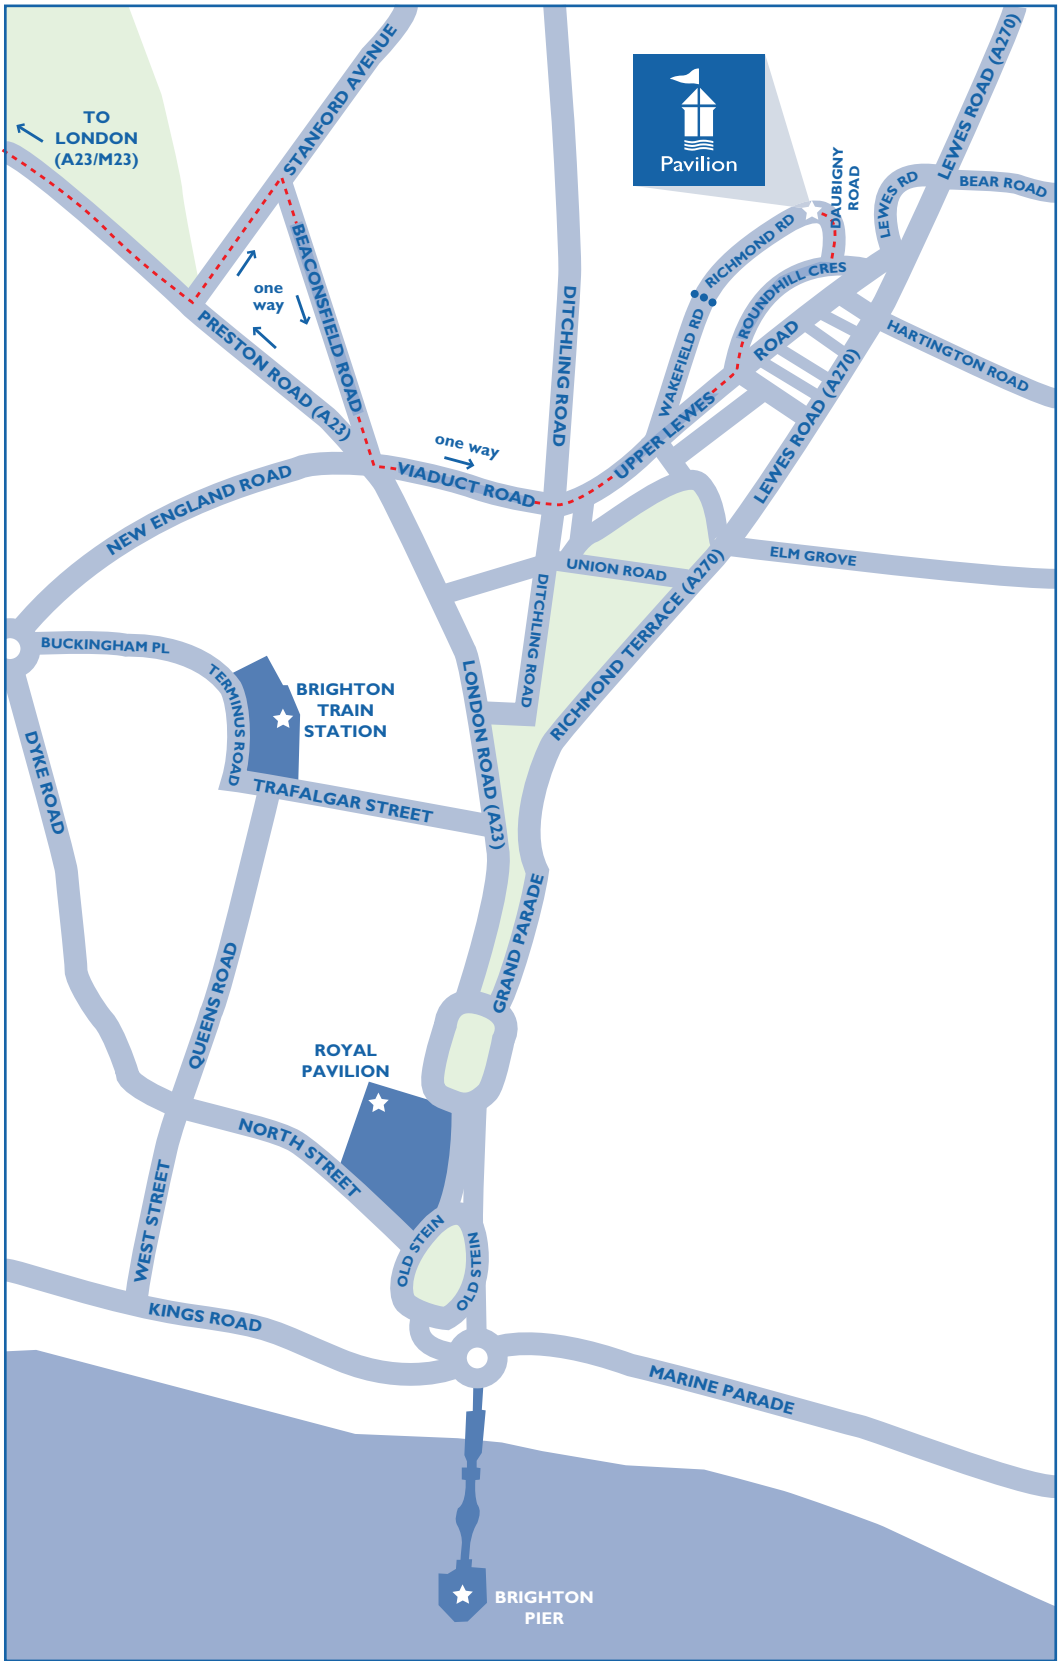 TO
LONDON
(A23/M23)
STANFORD AVENUE
Pavilion
LEWES ROAD (A270)
DAUBIGNY
ROAD
LEWES RD
BEAR ROAD
RICHMOND RD
ROUNDHILL CRES
WAKEFIELD RD
one
way
BEACONSFIELD ROAD
PRESTON ROAD (A23)
DITCHLING ROAD
UPPER LEWES
ROAD
HARTINGTON ROAD
LEWES ROAD (A270)
one way
VIADUCT ROAD
NEW ENGLAND ROAD
ELM GROVE
UNION ROAD
DITCHLING ROAD
RICHMOND TERRACE (A270)
BUCKINGHAM PL
TERMINUS ROAD
BRIGHTON
TRAIN
STATION
LONDON ROAD (A23)
DYKE ROAD
TRAFALGAR STREET
GRAND PARADE
QUEENS ROAD
ROYAL
PAVILION
NORTH STREET
WEST STREET
OLD STEIN
OLD STEIN
KINGS ROAD
MARINE PARADE
BRIGHTON
PIER